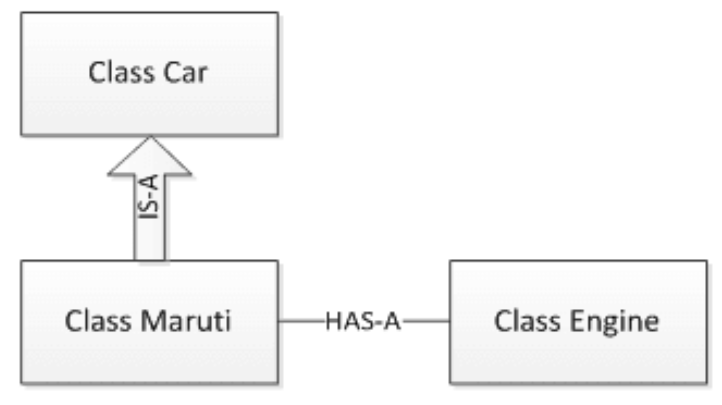 Class Car
IS-A
Class Maruti
HAS-A
Class Engine